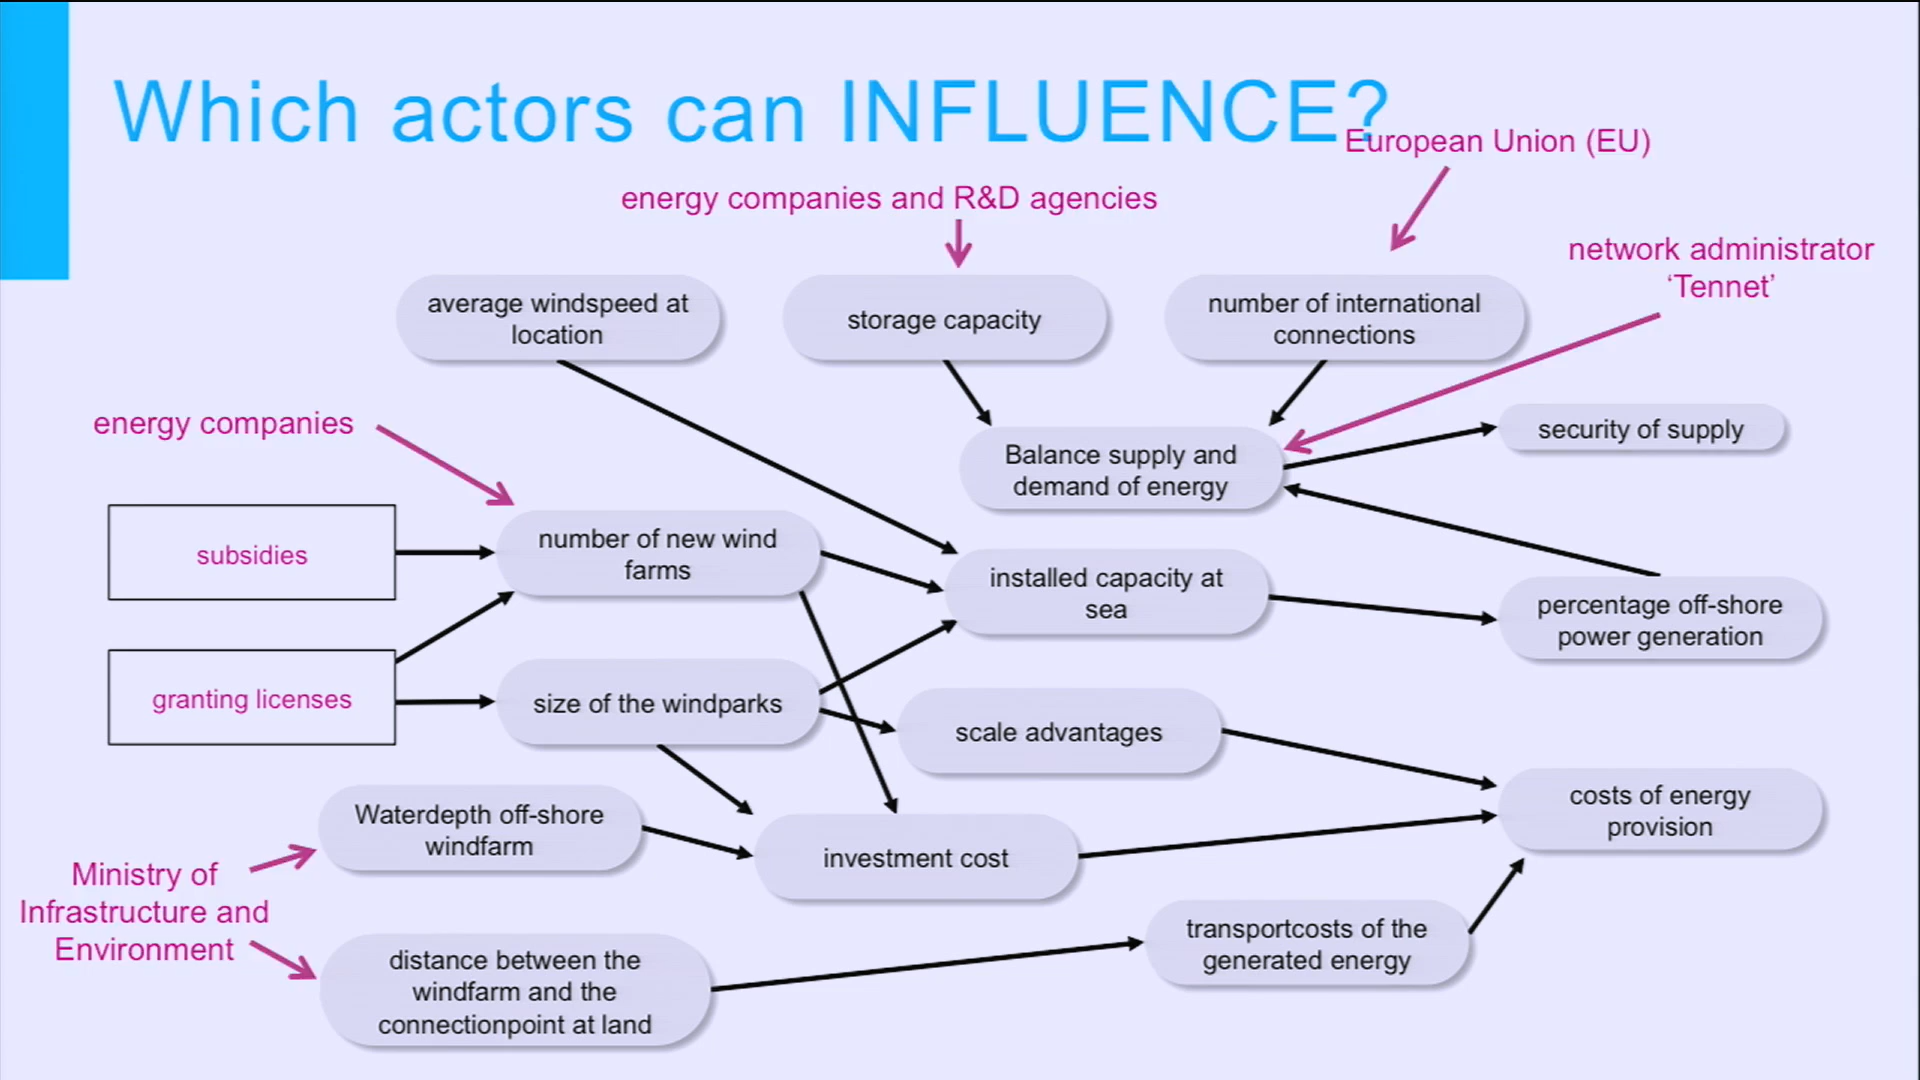 Which actors can INFLUENCE?
European Union (EU)
energy companies and R&D agencies
network administrator
‘Tennet’
average windspeed at
location
storage capacity
number of international
connections
energy companies
security of supply
Balance supply and
demand of energy
subsidies
number of new wind
farms
installed capacity at
sea
percentage off-shore
power generation
granting licenses
size of the windparks
scale advantages
costs of energy
provision
Waterdepth off-shore
windfarm
investment cost
Ministry of
Infrastructure and
Environment
transportcosts of the
generated energy
distance between the
windfarm and the
connectionpoint at land